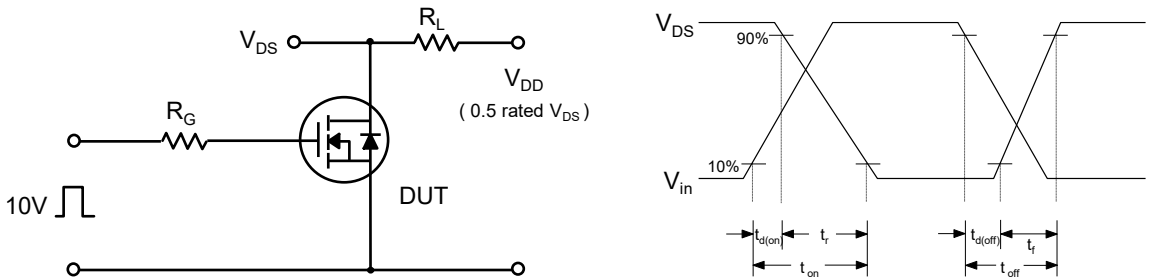 R_L
V_DS
V_DD
( 0.5 rated V_DS )
R_G
10V
DUT
V_DS
90%
10%
V_in
t_d(on)
t_r
t_on
t_d(off)
t_f
t_off